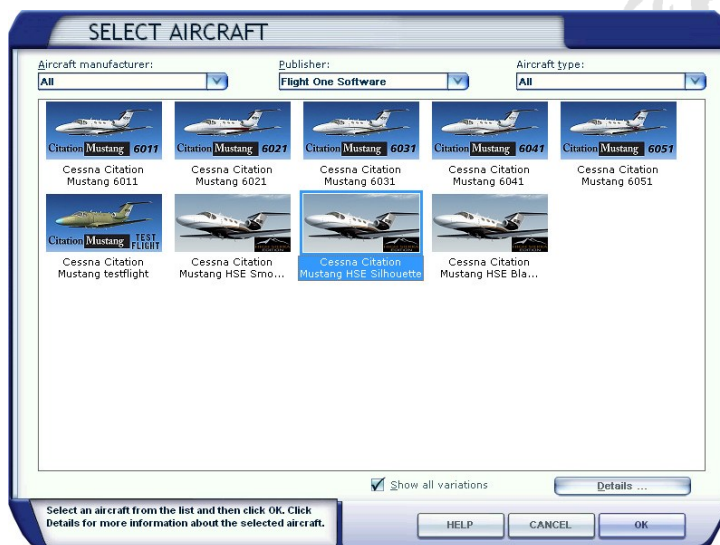 SELECT AIRCRAFT
Aircraft manufacturer:
Publisher:
Aircraft type:
All
Flight One Software
All
Citation Mustang 6011
Citation Mustang 6021
Citation Mustang 6031
Citation Mustang 6041
Citation Mustang 6051
Cessna Citation
Mustang 6011
Cessna Citation
Mustang 6021
Cessna Citation
Mustang 6031
Cessna Citation
Mustang 6041
Cessna Citation
Mustang 6051
Citation Mustang TEST
FLIGHT
Cessna Citation
Mustang testflight
Cessna Citation
Mustang HSE Smo...
Cessna Citation
Mustang HSE Silhouette
Cessna Citation
Mustang HSE Bla...
Show all variations
Details ...
Select an aircraft from the list and then click OK. Click
Details for more information about the selected aircraft.
HELP
CANCEL
OK